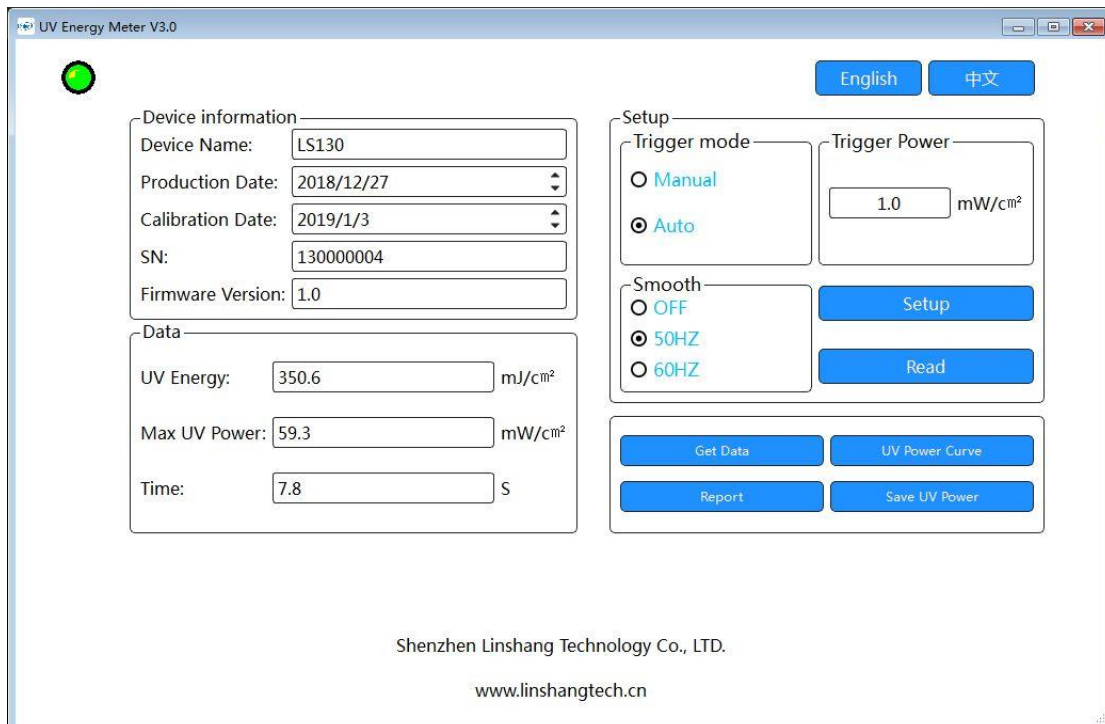 UV Energy Meter V3.0
English
中文
Device information
Device Name: LS130
Production Date: 2018/12/27
Calibration Date: 2019/1/3
SN: 130000004
Firmware Version: 1.0
Data
UV Energy: 350.6 mJ/c㎡
Max UV Power: 59.3 mW/c㎡
Time: 7.8 S
Setup
Trigger mode
Manual
Auto
Trigger Power
1.0 mW/c㎡
Smooth
OFF
50HZ
60HZ
Setup
Read
Get Data
UV Power Curve
Report
Save UV Power
Shenzhen Linshang Technology Co., LTD.
www.linshangtech.cn